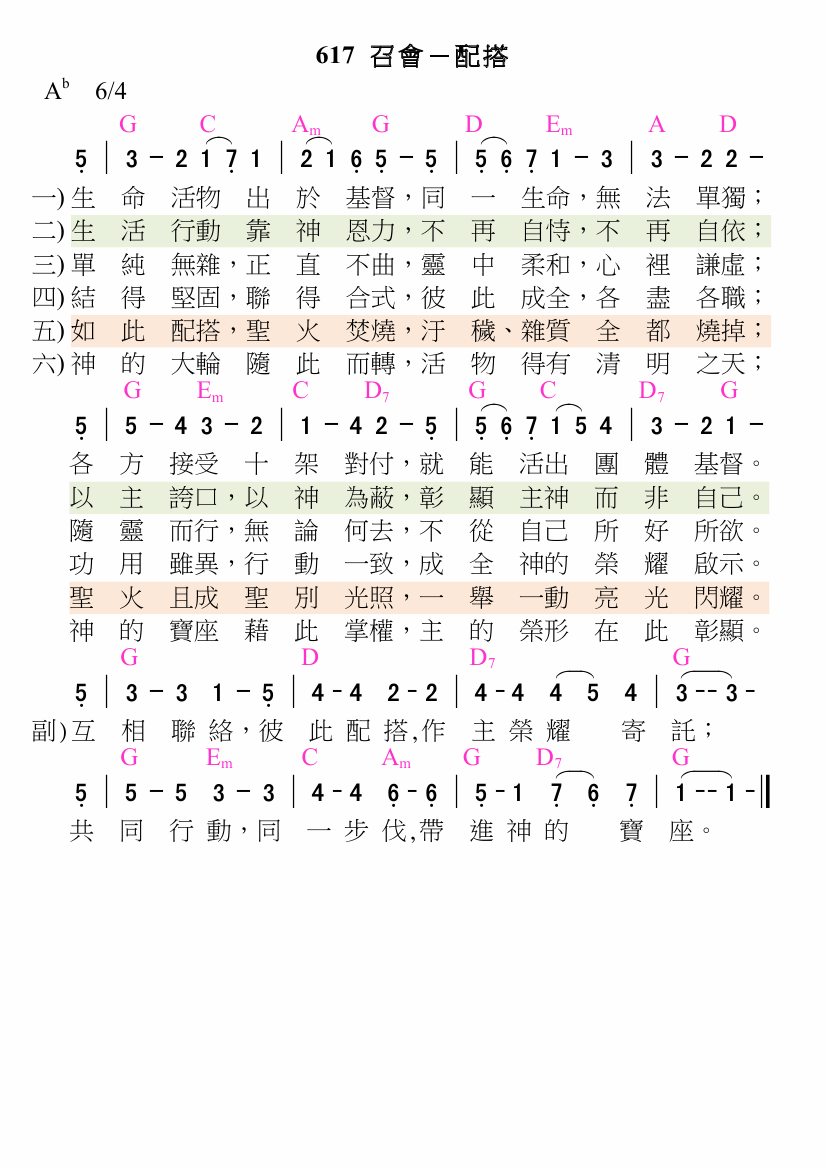 617 召會－配搭
A♭ 6/4
G C Am G D Em A D
5̣ | 3 － 2 1 7̣ 1 | 2 1 6̣ 5̣ － 5̣ | 5̣ 6̣ 7̣ 1 － 3 | 3 － 2 2 －
一) 生命活物出於基督，同一生命，無法單獨；
二) 生活行動靠神恩力，不再自恃，不再自依；
三) 單純無雜，正直不曲，靈中柔和，心裡謙虛；
四) 結得堅固，聯得合式，彼此成全，各盡各職；
五) 如此配搭，聖火焚燒，汙穢、雜質全都燒掉；
六) 神的大輪隨此而轉，活物得有清明之天；
G Em C D7 G C D7 G
5̣ | 5 － 4 3 － 2 | 1 － 4 2 － 5̣ | 5̣ 6̣ 7̣ 1 5 4 | 3 － 2 1 －
各方接受十架對付，就能活出團體基督。
以主誇口，以神為蔽，彰顯主神而非自己。
隨靈而行，無論何去，不從自己所好所欲。
功用雖異，行動一致，成全神的榮耀啟示。
聖火且成聖別光照，一舉一動亮光閃耀。
神的寶座藉此掌權，主的榮形在此彰顯。
G D D7 G
5̣ | 3 － 3 1 － 5̣ | 4 - 4 2 - 2 | 4 - 4 4 5 4 | 3 - - 3 -
副) 互相聯絡，彼此配搭,作主榮耀寄託；
G Em C Am G D7 G
5̣ | 5 － 5 3 － 3 | 4 - 4 6̣ - 6̣ | 5̣ - 1 7̣ 6̣ 7̣ | 1 - - 1 - ‖
共同行動，同一步伐,帶進神的寶座。